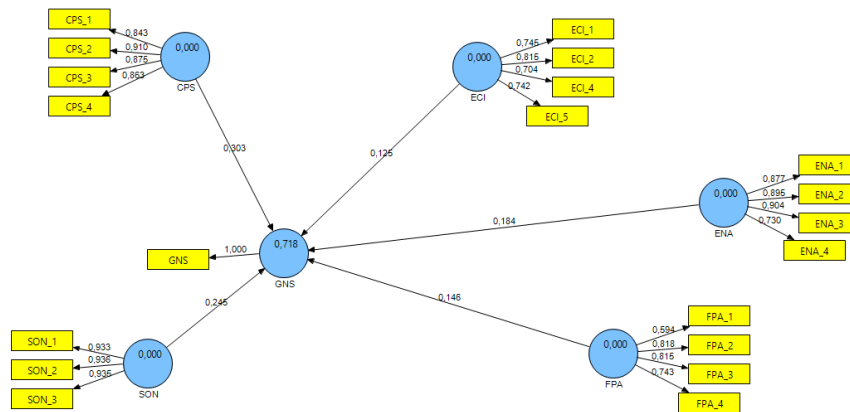 CPS_1
0,843
CPS_2
0,910
CPS_3
0,875
CPS_4
0,863
0,000
CPS
ECI_1
0,745
ECI_2
0,815
ECI_4
0,704
ECI_5
0,742
0,000
ECI
0,303
0,125
ENA_1
0,877
ENA_2
0,895
ENA_3
0,904
ENA_4
0,730
0,000
ENA
0,184
GNS
1,000
0,718
GNS
0,146
0,245
SON_1
0,933
SON_2
0,936
SON_3
0,935
0,000
SON
FPA_1
0,594
FPA_2
0,818
FPA_3
0,815
FPA_4
0,743
0,000
FPA